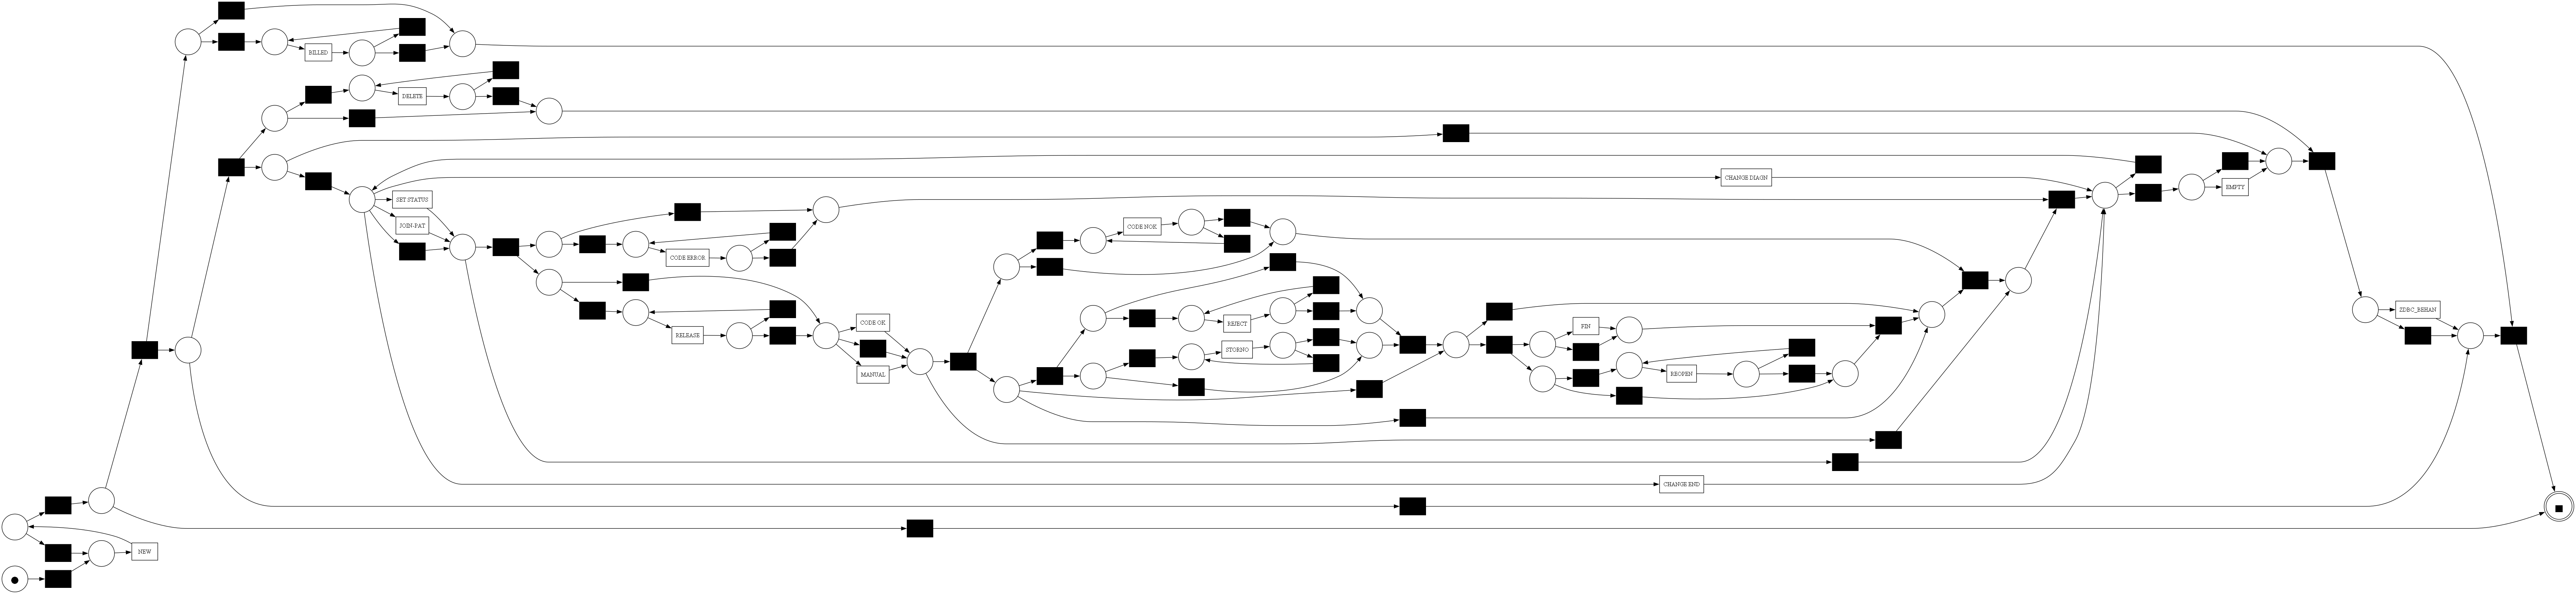 BILLED
DELETE
CHANGE DIAGN
EMPTY
SET STATUS
JOIN-PAT
CODE NOK
CODE ERROR
ZDBC_BEHAN
CODE OK
REJECT
FIN
RELEASE
STORNO
MANUAL
REOPEN
CHANGE END
NEW